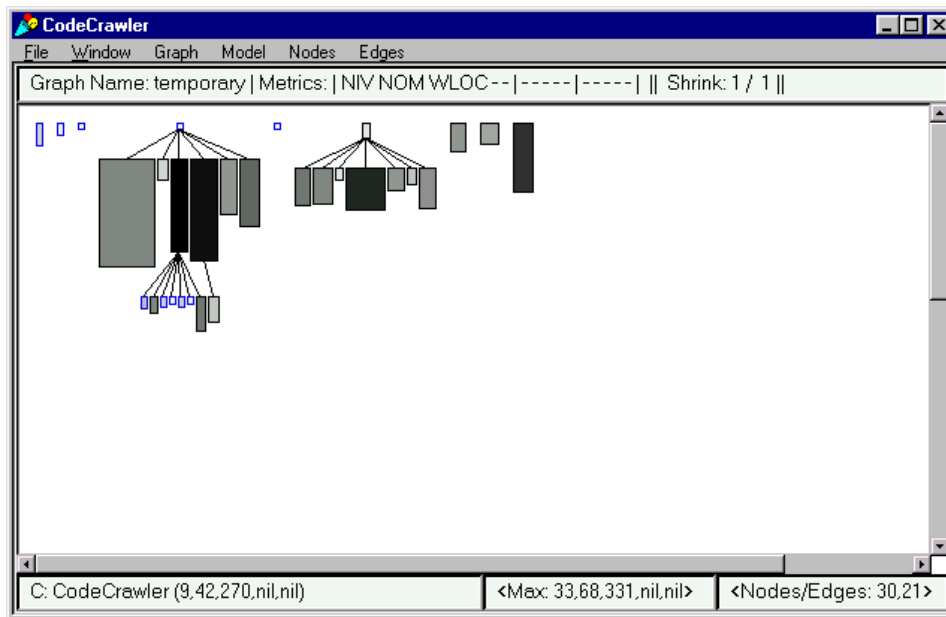 CodeCrawler
File Window Graph Model Nodes Edges
Graph Name: temporary | Metrics: | NIV NOM WLOC--|-----|-----| || Shrink: 1 / 1 ||
C: CodeCrawler (9,42,270,nil,nil) <Max: 33,68,331,nil,nil> <Nodes/Edges: 30,21>